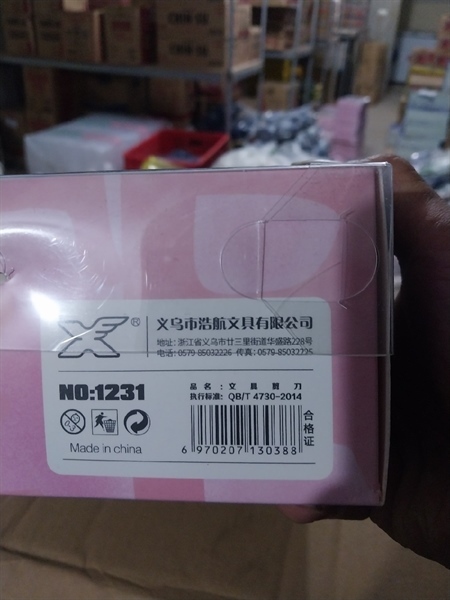 ®
义乌市浩航文具有限公司
地址: 浙江省义乌市廿三里街道华盛路228号
电话: 0579-85032226 传真: 0579-85032225
NO:1231
品名: 文具剪刀
执行标准: QB/T 4730-2014
合格证
Made in china
6 970207 130388